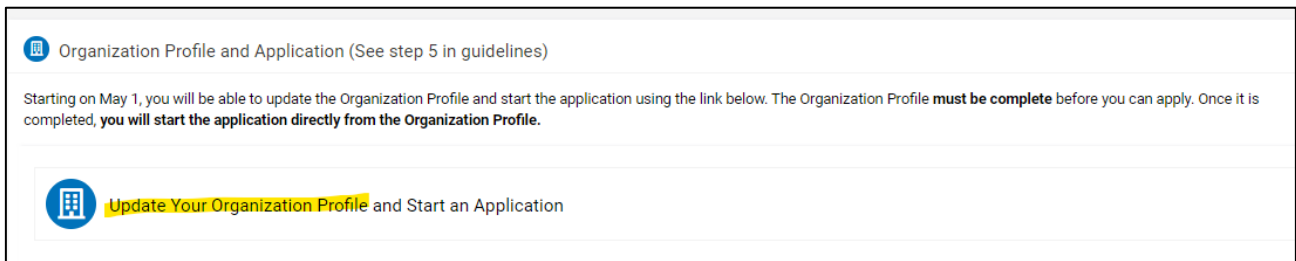 Organization Profile and Application (See step 5 in guidelines)
Starting on May 1, you will be able to update the Organization Profile and start the application using the link below. The Organization Profile must be complete before you can apply. Once it is
completed, you will start the application directly from the Organization Profile.
Update Your Organization Profile and Start an Application